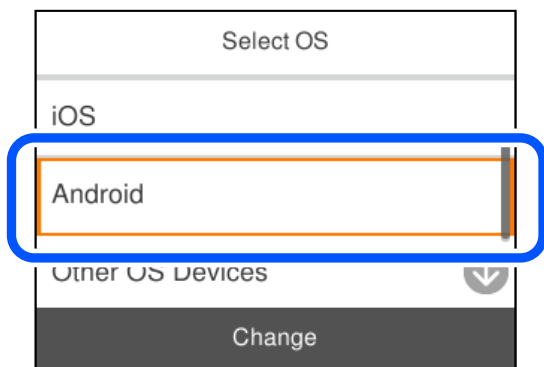 Select OS
iOS
Android
Other OS Devices
Change